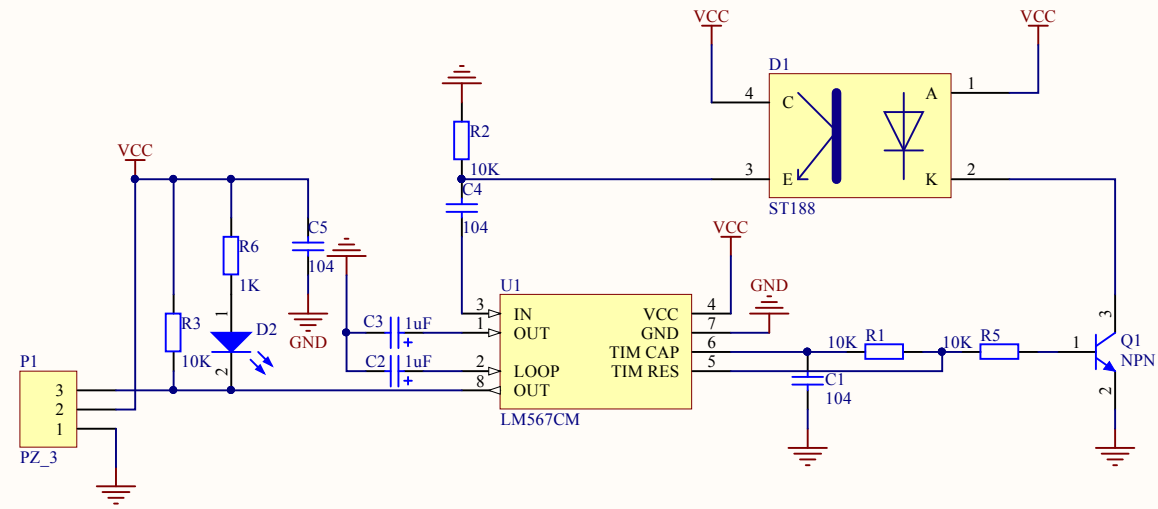 VCC
VCC
D1
4
C
A
1
3
E
K
2
ST188
R2
10K
C4
104
VCC
R6
1K
C5
104
GND
R3
10K
1
D2
2
P1
3
2
1
PZ_3
C3
1uF
C2
1uF
U1
3
IN
1
OUT
2
LOOP
8
OUT
VCC
4
GND
7
TIM CAP
6
TIM RES
5
LM567CM
VCC
GND
10K
R1
10K
R5
C1
104
1
3
Q1
NPN
2